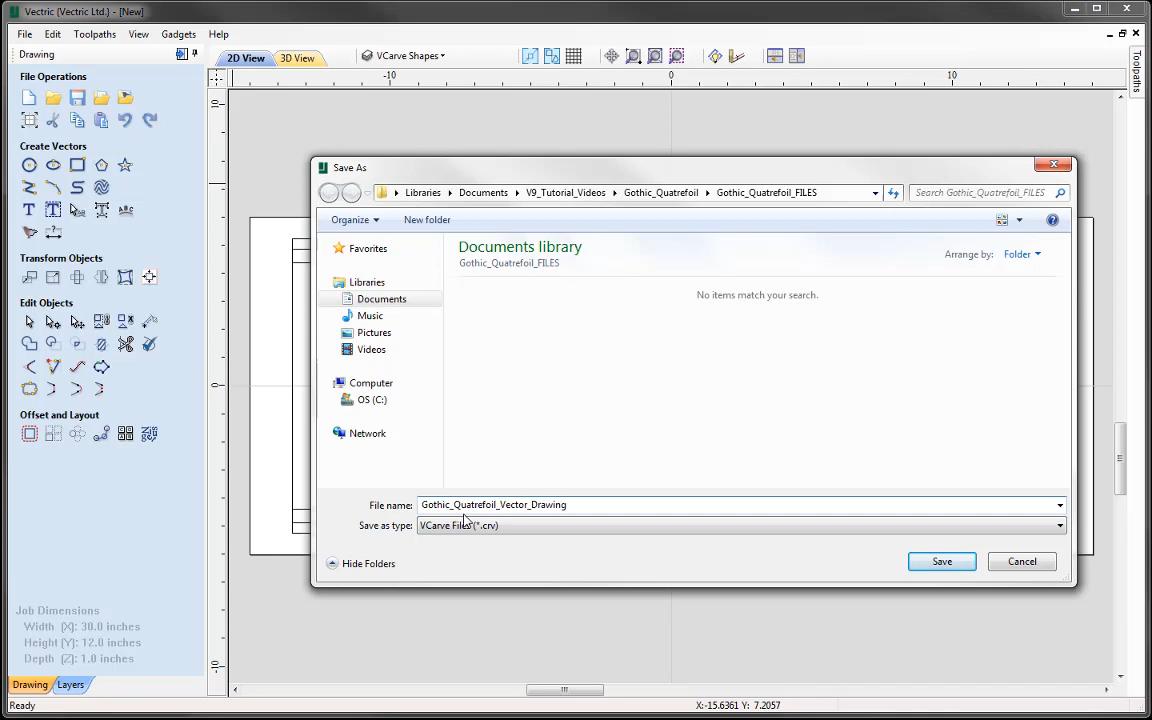 Vectric {Vectric Ltd.} - [New]
File Edit Toolpaths View Gadgets Help
Drawing
2D View
3D View
VCarve Shapes
Toolpaths
File Operations
Create Vectors
Transform Objects
Edit Objects
Offset and Layout
-10 0 10
10
0
-10
Save As
Libraries Documents V9_Tutorial_Videos Gothic_Quatrefoil Gothic_Quatrefoil_FILES
Search Gothic_Quatrefoil_FILES
Organize New folder
Favorites
Libraries
Documents
Music
Pictures
Videos
Computer
OS (C:)
Network
Documents library
Gothic_Quatrefoil_FILES
Arrange by: Folder
No items match your search.
File name: Gothic_Quatrefoil_Vector_Drawing
Save as type: VCarve Files (*.crv)
Hide Folders
Save
Cancel
Job Dimensions
Width (X): 30.0 inches
Height (Y): 12.0 inches
Depth (Z): 1.0 inches
Drawing Layers
Ready
X:-15.6361 Y: 7.2057